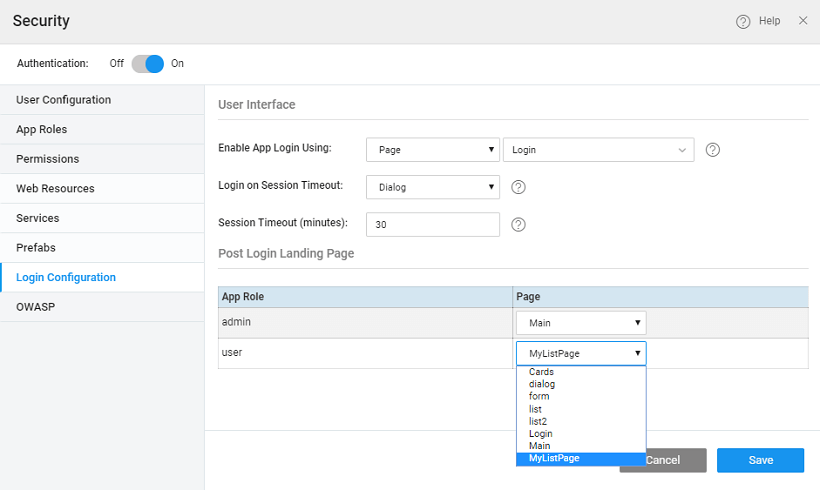 Security
Help
Authentication: Off On
User Configuration
App Roles
Permissions
Web Resources
Services
Prefabs
Login Configuration
OWASP
User Interface
Enable App Login Using: Page Login
Login on Session Timeout: Dialog
Session Timeout (minutes): 30
Post Login Landing Page
App Role Page
admin Main
user MyListPage
Cards
dialog
form
list
list2
Login
Main
MyListPage
Cancel Save